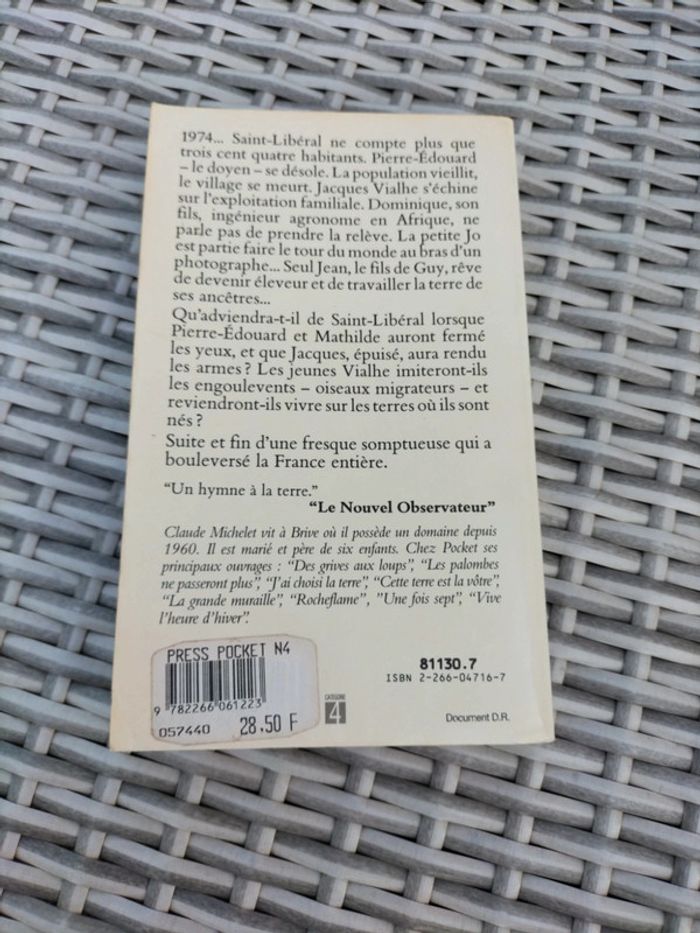 1974... Saint-Libéral ne compte plus que
trois cent quatre habitants. Pierre-Édouard
– le doyen – se désole. La population vieillit,
le village se meurt. Jacques Vialhe s'échine
sur l'exploitation familiale. Dominique, son
fils, ingénieur agronome en Afrique, ne
parle pas de prendre la relève. La petite Jo
est partie faire le tour du monde au bras d'un
photographe... Seul Jean, le fils de Guy, rêve
de devenir éleveur et de travailler la terre de
ses ancêtres...
Qu'adviendra-t-il de Saint-Libéral lorsque
Pierre-Édouard et Mathilde auront fermé
les yeux, et que Jacques, épuisé, aura rendu
les armes ? Les jeunes Vialhe imiteront-ils
les engoulevents – oiseaux migrateurs – et
reviendront-ils vivre sur les terres où ils sont
nés ?
Suite et fin d'une fresque somptueuse qui a
bouleversé la France entière.
"Un hymne à la terre."
"Le Nouvel Observateur"
Claude Michelet vit à Brive où il possède un domaine depuis
1960. Il est marié et père de six enfants. Chez Pocket ses
principaux ouvrages : "Des grives aux loups", "Les palombes
ne passeront plus", "J'ai choisi la terre", "Cette terre est la vôtre",
"La grande muraille", "Rocheflame", "Une fois sept", "Vive
l'heure d'hiver".
PRESS POCKET N4
9 782266 061223
057440 28.50 F
CATÉGORIE
4
81130.7
ISBN 2-266-04716-7
Document D.R.